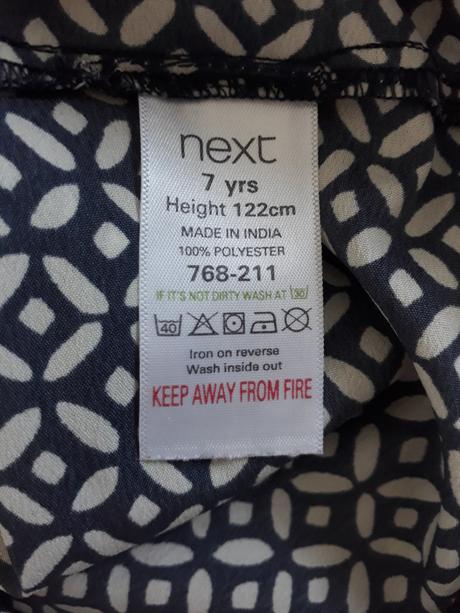 next
7 yrs
Height 122cm
MADE IN INDIA
100% POLYESTER
768-211
IF IT'S NOT DIRTY WASH AT 30
40
Iron on reverse
Wash inside out
KEEP AWAY FROM FIRE